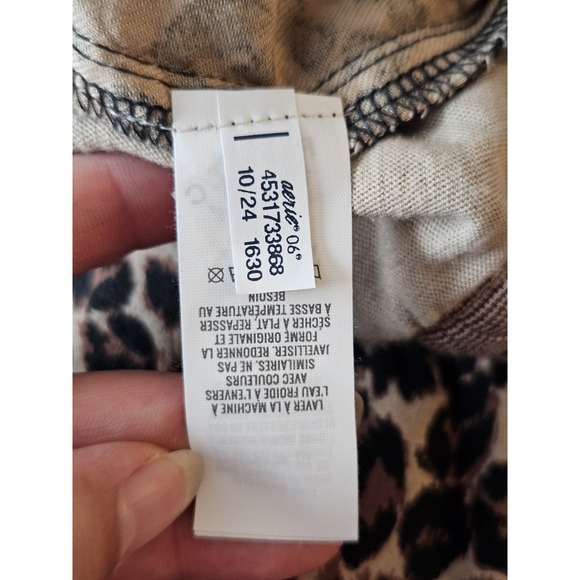 aerie® 06®
4531733868
10/24 1630
LAVER À LA MACHINE À
L'EAU FROIDE À L'ENVERS
AVEC COULEURS
SIMILAIRES. NE PAS
JAVELLISER. REDONNER LA
FORME ORIGINALE ET
SÉCHER À PLAT, REPASSER
À BASSE TEMPÉRATURE AU
BESOIN